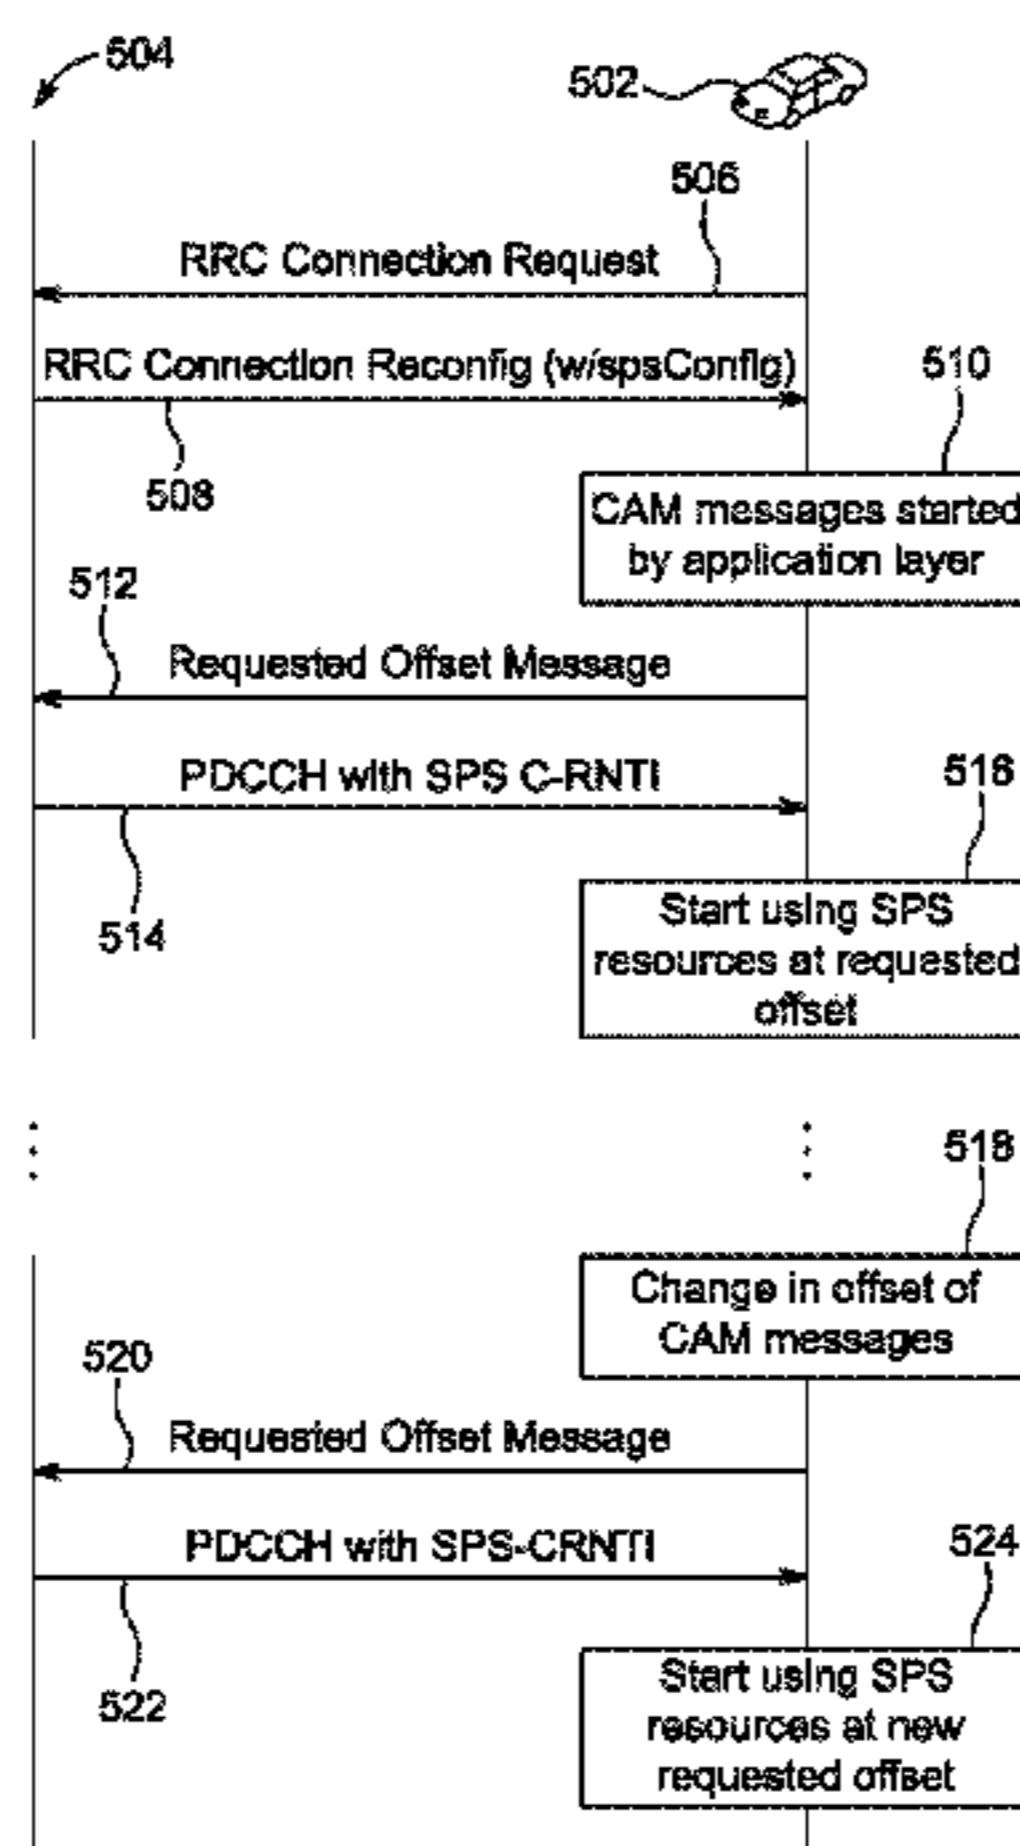 504
502
506
RRC Connection Request
RRC Connection Reconfig (w/spsConfig)
510
508
CAM messages started
by application layer
512
Requested Offset Message
PDCCH with SPS C-RNTI
516
514
Start using SPS
resources at requested
offset
518
Change in offset of
CAM messages
520
Requested Offset Message
PDCCH with SPS-CRNTI
524
522
Start using SPS
resources at new
requested offset